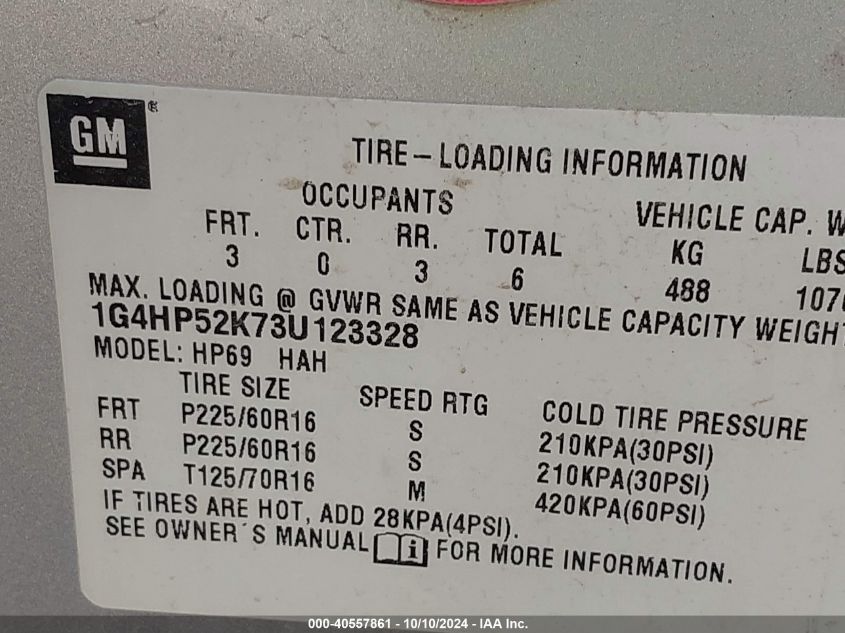 GM®
TIRE-LOADING INFORMATION
OCCUPANTS VEHICLE CAP. W
FRT. CTR. RR. TOTAL KG LBS
3 0 3 6 488 107
MAX. LOADING @ GVWR SAME AS VEHICLE CAPACITY WEIGHT
1G4HP52K73U123328
MODEL: HP69 HAH
TIRE SIZE SPEED RTG COLD TIRE PRESSURE
FRT P225/60R16 S 210KPA(30PSI)
RR P225/60R16 S 210KPA(30PSI)
SPA T125/70R16 M 420KPA(60PSI)
IF TIRES ARE HOT, ADD 28KPA(4PSI).
SEE OWNER´S MANUAL i FOR MORE INFORMATION.
000-40557861 - 10/10/2024 - IAA Inc.